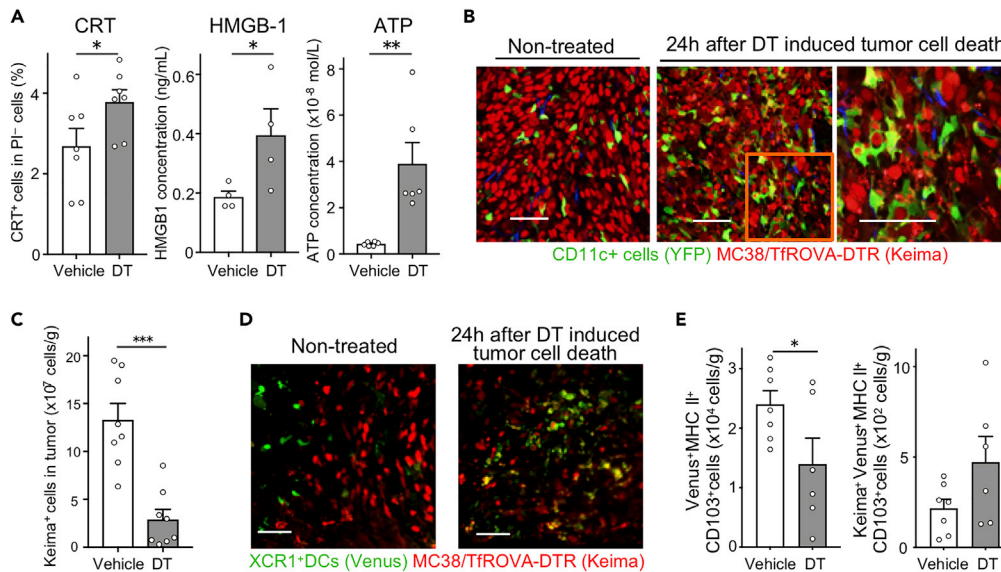 A
CRT
HMGB-1
ATP
*
*
**
CRT⁺ cells in PI⁻ cells (%)
4
2
0
Vehicle DT
HMGB1 concentration (ng/mL)
0.6
0.4
0.2
0
Vehicle DT
ATP concentration (x10⁻⁸ mol/L)
8
6
4
2
0
Vehicle DT
B
Non-treated
24h after DT induced tumor cell death
CD11c+ cells (YFP) MC38/TfROVA-DTR (Keima)
C
***
Keima⁺ cells in tumor (x10⁷ cells/g)
20
15
10
5
0
Vehicle DT
D
Non-treated
24h after DT induced
tumor cell death
XCR1⁺DCs (Venus) MC38/TfROVA-DTR (Keima)
E
*
Venus⁺MHC II⁺
CD103⁺cells (x10⁴ cells/g)
3
2
1
0
Vehicle DT
Keima⁺ Venus⁺ MHC II⁺
CD103⁺cells (x10² cells/g)
10
5
0
Vehicle DT